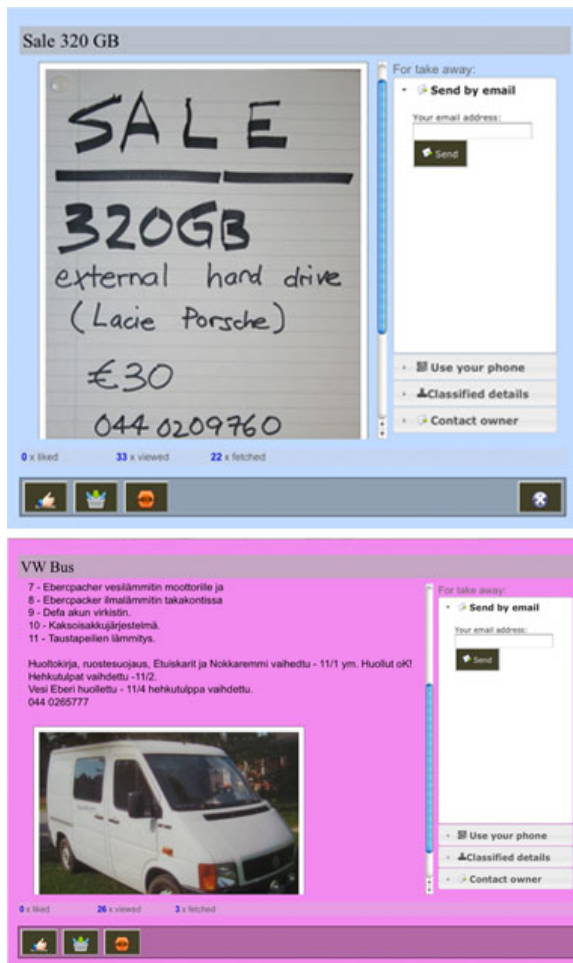 Sale 320 GB
SALE
320GB
external hard drive
(Lacie Porsche)
€30
044 0209760
For take away:
Send by email
Your email address:
Send
Use your phone
Classified details
Contact owner
0 x liked 33 x viewed 22 x fetched
VW Bus
7 - Ebercpacher vesilämmitin moottorille ja
8 - Ebercpacker ilmalämmitin takakontissa
9 - Defa akun virkistin.
10 - Kaksoisakkujärjestelmä.
11 - Taustapeilien lämmitys.
Huoltokirja, ruostesuojaus, Etuiskarit ja Nokkaremmi vaihedtu - 11/1 ym. Huollut oK!
Hehkutulpat vaihdettu -11/2.
Vesi Eberi huollettu - 11/4 hehkutulppa vaihdettu.
044 0265777
For take away:
Send by email
Your email address:
Send
Use your phone
Classified details
Contact owner
0 x liked 26 x viewed 3 x fetched